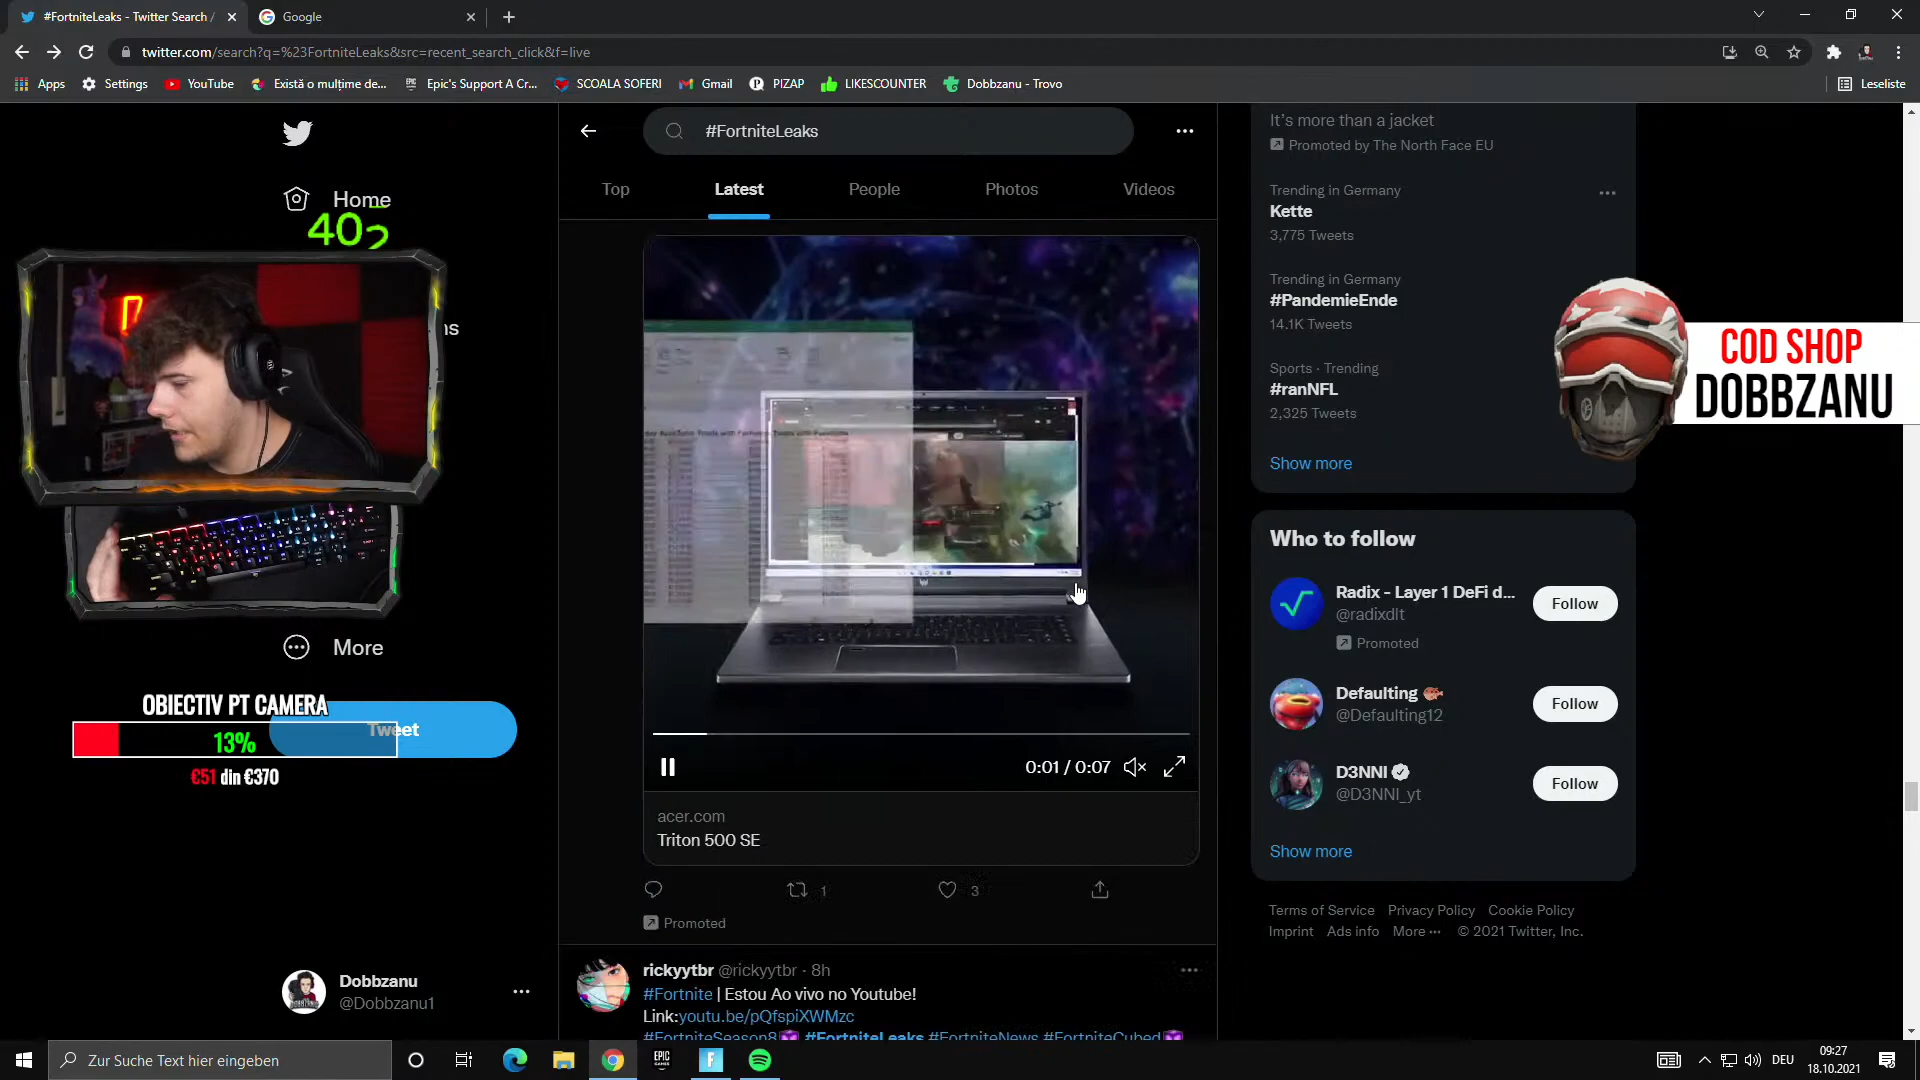 #FortniteLeaks - Twitter Search /
Google
twitter.com/search?q=%23FortniteLeaks&src=recent_search_click&f=live
Apps
Settings
YouTube
Există o mulțime de...
Epic's Support A Cr...
SCOALA SOFERI
Gmail
PIZAP
LIKESCOUNTER
Dobbzanu - Trovo
Leseliste
#FortniteLeaks
Top
Latest
People
Photos
Videos
Home
402
More
OBIECTIV PT CAMERA
Tweet
13%
€51 din €370
Dobbzanu
@Dobbzanu1
0:01 / 0:07
acer.com
Triton 500 SE
1
3
Promoted
rickyytbr @rickyytbr · 8h
#Fortnite | Estou Ao vivo no Youtube!
Link:youtu.be/pQfspiXWMzc
#FortniteSeason8 #FortniteLeaks #FortniteNews #FortniteCubed
It's more than a jacket
Promoted by The North Face EU
Trending in Germany
Kette
3,775 Tweets
Trending in Germany
#PandemieEnde
14.1K Tweets
Sports · Trending
#ranNFL
2,325 Tweets
Show more
COD SHOP
DOBBZANU
Who to follow
Radix - Layer 1 DeFi d...
@radixdlt
Promoted
Follow
Defaulting
@Defaulting12
Follow
D3NNI
@D3NNI_yt
Follow
Show more
Terms of Service Privacy Policy Cookie Policy
Imprint Ads info More ··· © 2021 Twitter, Inc.
Zur Suche Text hier eingeben
EPIC GAMES
DEU
09:27
18.10.2021